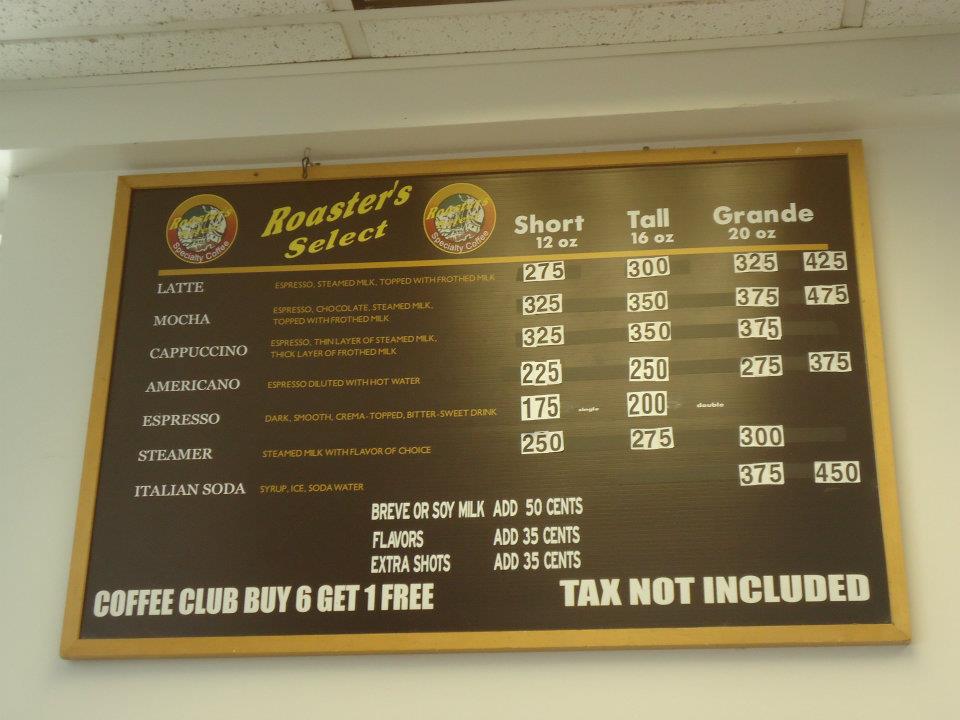 Roaster's
Select
Specialty Coffee
Roaster's
Select
Roaster's
Select
Specialty Coffee
Short Tall Grande
12 oz 16 oz 20 oz
LATTE ESPRESSO, STEAMED MILK, TOPPED WITH FROTHED MILK 275 300 325 425
MOCHA ESPRESSO, CHOCOLATE, STEAMED MILK,
TOPPED WITH FROTHED MILK 325 350 375 475
CAPPUCCINO ESPRESSO, THIN LAYER OF STEAMED MILK,
THICK LAYER OF FROTHED MILK 325 350 375
AMERICANO ESPRESSO DILUTED WITH HOT WATER 225 250 275 375
ESPRESSO DARK, SMOOTH, CREMA-TOPPED, BITTER-SWEET DRINK 175 single 200 double
STEAMER STEAMED MILK WITH FLAVOR OF CHOICE 250 275 300
ITALIAN SODA SYRUP, ICE, SODA WATER 375 450
BREVE OR SOY MILK ADD 50 CENTS
FLAVORS ADD 35 CENTS
EXTRA SHOTS ADD 35 CENTS
COFFEE CLUB BUY 6 GET 1 FREE TAX NOT INCLUDED